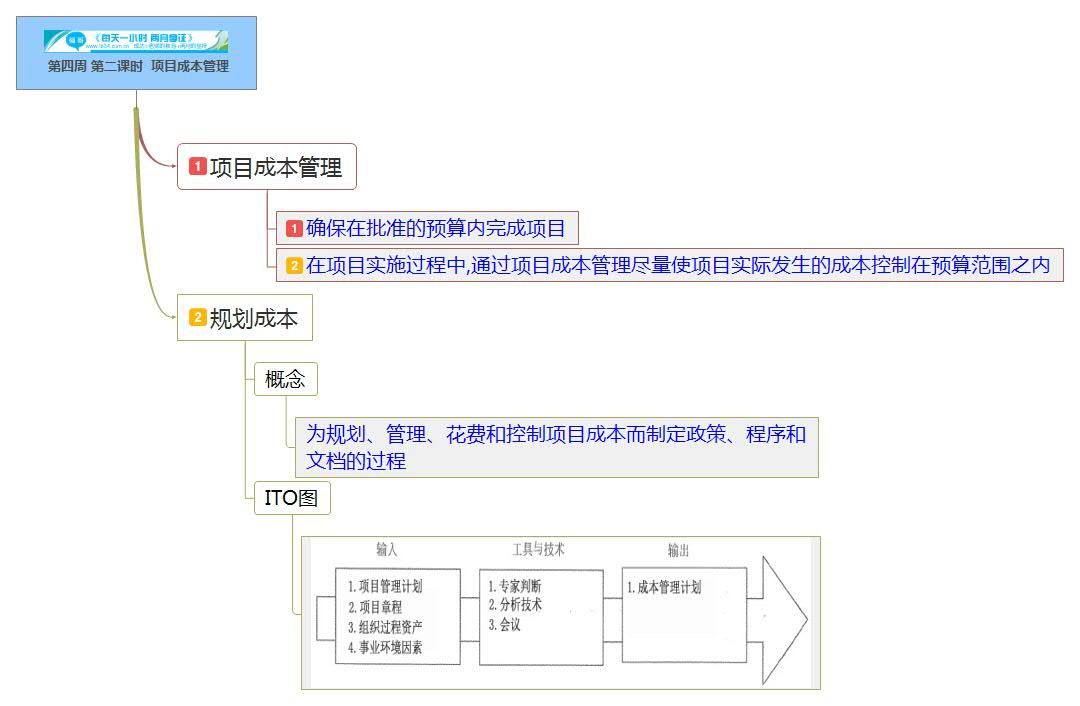 《每天一小时 两月拿证》
第四周 第二课时 项目成本管理
1 项目成本管理
1 确保在批准的预算内完成项目
2 在项目实施过程中,通过项目成本管理尽量使项目实际发生的成本控制在预算范围之内
2 规划成本
概念
为规划、管理、花费和控制项目成本而制定政策、程序和
文档的过程
ITO图
输入
工具与技术
输出
1.项目管理计划
2.项目章程
3.组织过程资产
4.事业环境因素
1.专家判断
2.分析技术
3.会议
1.成本管理计划